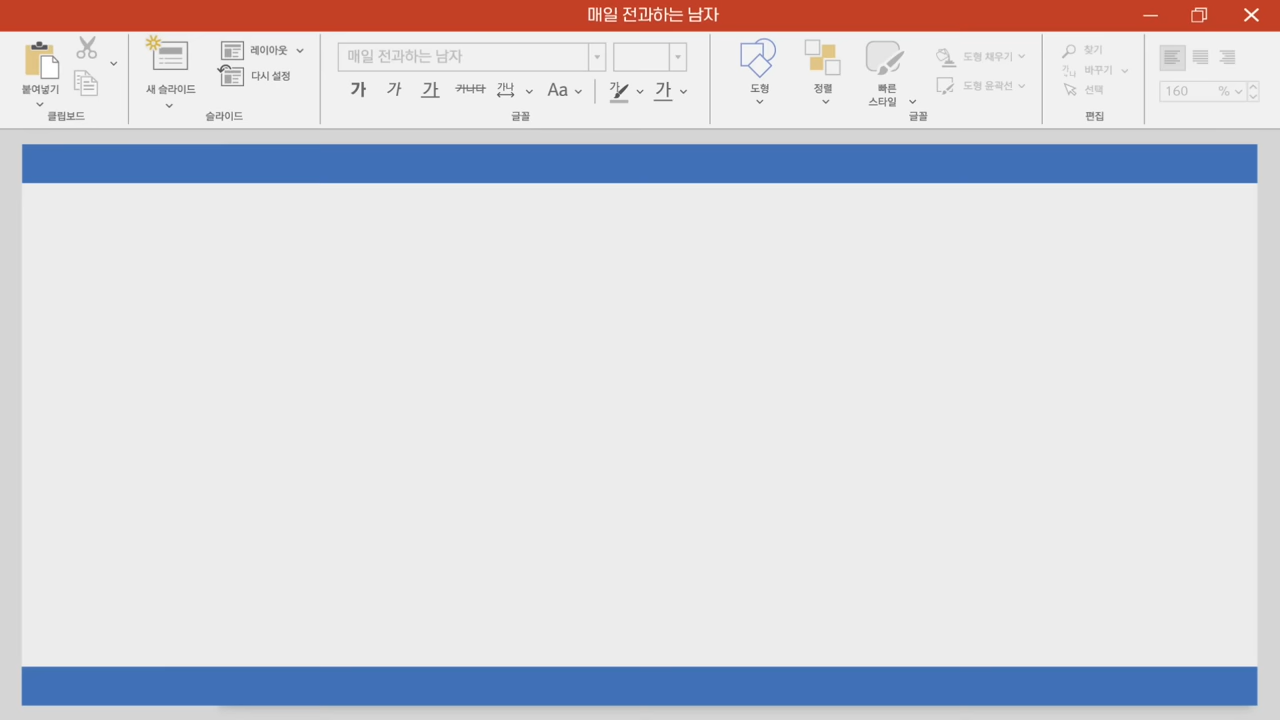 매일 전과하는 남자
붙여넣기
클립보드
새 슬라이드
레이아웃
다시 설정
슬라이드
매일 전과하는 남자
가 가 가 가나다 간나 Aa 가 가
글꼴
도형
정렬
빠른
스타일
도형 채우기
도형 윤곽선
글꼴
찾기
바꾸기
선택
편집
160 %